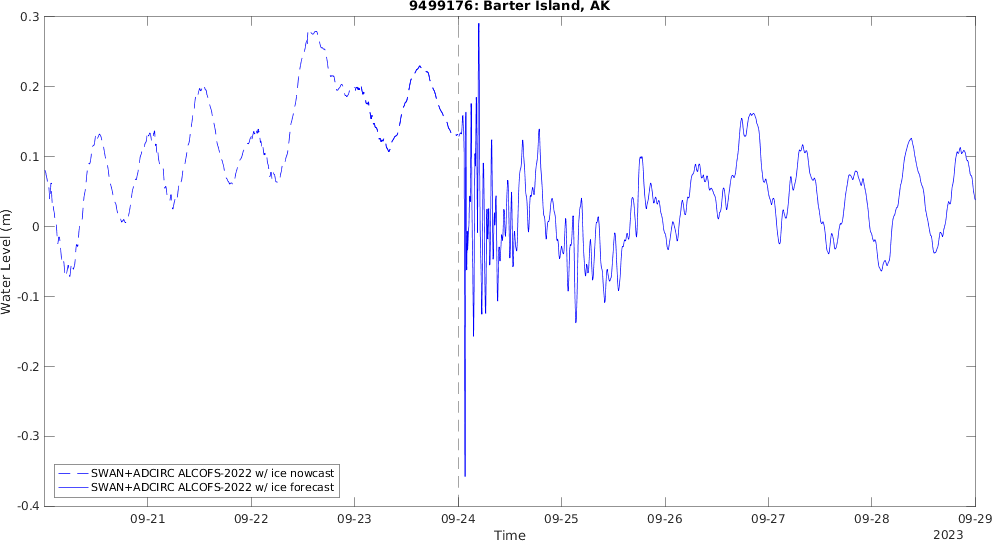 9499176: Barter Island, AK
Water Level (m)
0.3
0.2
0.1
0
-0.1
-0.2
-0.3
-0.4
SWAN+ADCIRC ALCOFS-2022 w/ ice nowcast
SWAN+ADCIRC ALCOFS-2022 w/ ice forecast
09-21 09-22 09-23 09-24 09-25 09-26 09-27 09-28 09-29
Time
2023